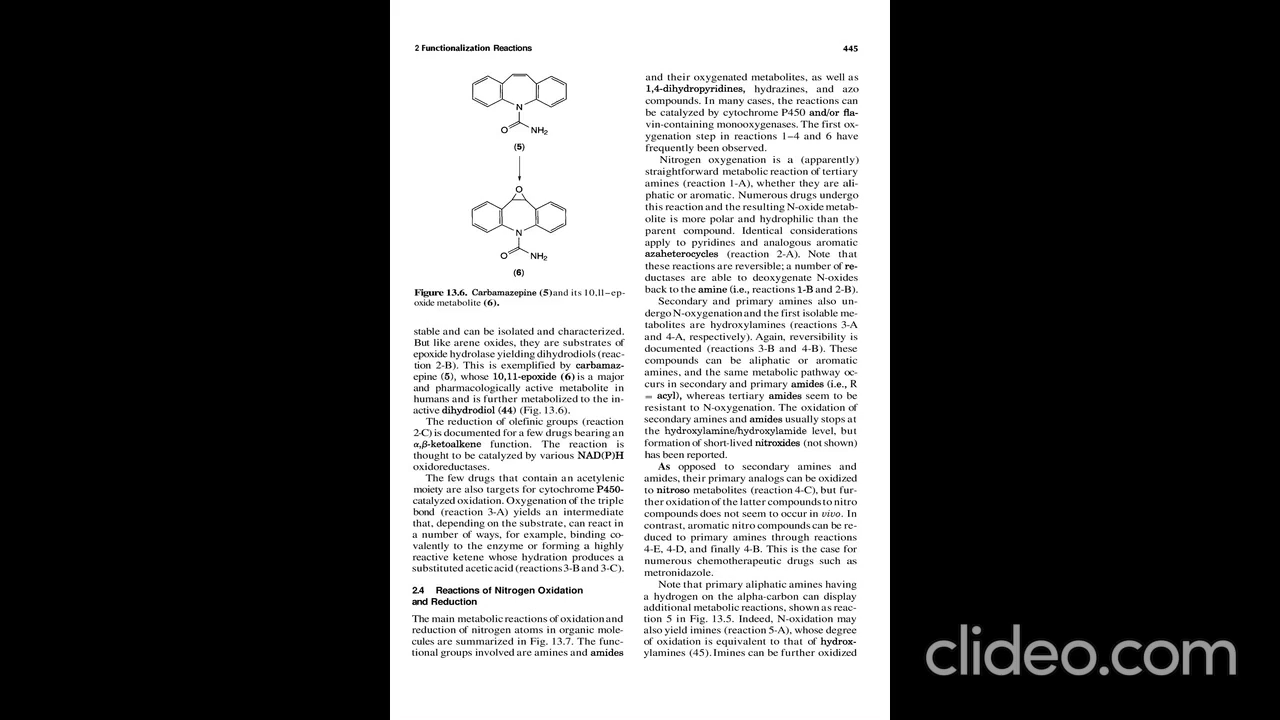 2 Functionalization Reactions
445
N
O
NH2
(5)
O
N
O
NH2
(6)
Figure 13.6. Carbamazepine (5)and its 10,11–ep-
oxide metabolite (6).
stable and can be isolated and characterized.
But like arene oxides, they are substrates of
epoxide hydrolase yielding dihydrodiols (reac-
tion 2-B). This is exemplified by carbamaz-
epine (5), whose 10,11-epoxide (6) is a major
and pharmacologically active metabolite in
humans and is further metabolized to the in-
active dihydrodiol (44) (Fig. 13.6).
The reduction of olefinic groups (reaction
2-C) is documented for a few drugs bearing an
α,β-ketoalkene function. The reaction is
thought to be catalyzed by various NAD(P)H
oxidoreductases.
The few drugs that contain an acetylenic
moiety are also targets for cytochrome P450-
catalyzed oxidation. Oxygenation of the triple
bond (reaction 3-A) yields an intermediate
that, depending on the substrate, can react in
a number of ways, for example, binding co-
valently to the enzyme or forming a highly
reactive ketene whose hydration produces a
substituted acetic acid (reactions 3-B and 3-C).
2.4 Reactions of Nitrogen Oxidation
and Reduction
The main metabolic reactions of oxidation and
reduction of nitrogen atoms in organic mole-
cules are summarized in Fig. 13.7. The func-
tional groups involved are amines and amides
and their oxygenated metabolites, as well as
1,4-dihydropyridines, hydrazines, and azo
compounds. In many cases, the reactions can
be catalyzed by cytochrome P450 and/or fla-
vin-containing monooxygenases. The first ox-
ygenation step in reactions 1–4 and 6 have
frequently been observed.
Nitrogen oxygenation is a (apparently)
straightforward metabolic reaction of tertiary
amines (reaction 1-A), whether they are ali-
phatic or aromatic. Numerous drugs undergo
this reaction and the resulting N-oxide metab-
olite is more polar and hydrophilic than the
parent compound. Identical considerations
apply to pyridines and analogous aromatic
azaheterocycles (reaction 2-A). Note that
these reactions are reversible; a number of re-
ductases are able to deoxygenate N-oxides
back to the amine (i.e., reactions 1-B and 2-B).
Secondary and primary amines also un-
dergo N-oxygenation and the first isolable me-
tabolites are hydroxylamines (reactions 3-A
and 4-A, respectively). Again, reversibility is
documented (reactions 3-B and 4-B). These
compounds can be aliphatic or aromatic
amines, and the same metabolic pathway oc-
curs in secondary and primary amides (i.e., R
= acyl), whereas tertiary amides seem to be
resistant to N-oxygenation. The oxidation of
secondary amines and amides usually stops at
the hydroxylamine/hydroxylamide level, but
formation of short-lived nitroxides (not shown)
has been reported.
As opposed to secondary amines and
amides, their primary analogs can be oxidized
to nitroso metabolites (reaction 4-C), but fur-
ther oxidation of the latter compounds to nitro
compounds does not seem to occur in vivo. In
contrast, aromatic nitro compounds can be re-
duced to primary amines through reactions
4-E, 4-D, and finally 4-B. This is the case for
numerous chemotherapeutic drugs such as
metronidazole.
Note that primary aliphatic amines having
a hydrogen on the alpha-carbon can display
additional metabolic reactions, shown as reac-
tion 5 in Fig. 13.5. Indeed, N-oxidation may
also yield imines (reaction 5-A), whose degree
of oxidation is equivalent to that of hydrox-
ylamines (45). Imines can be further oxidized
clideo.com